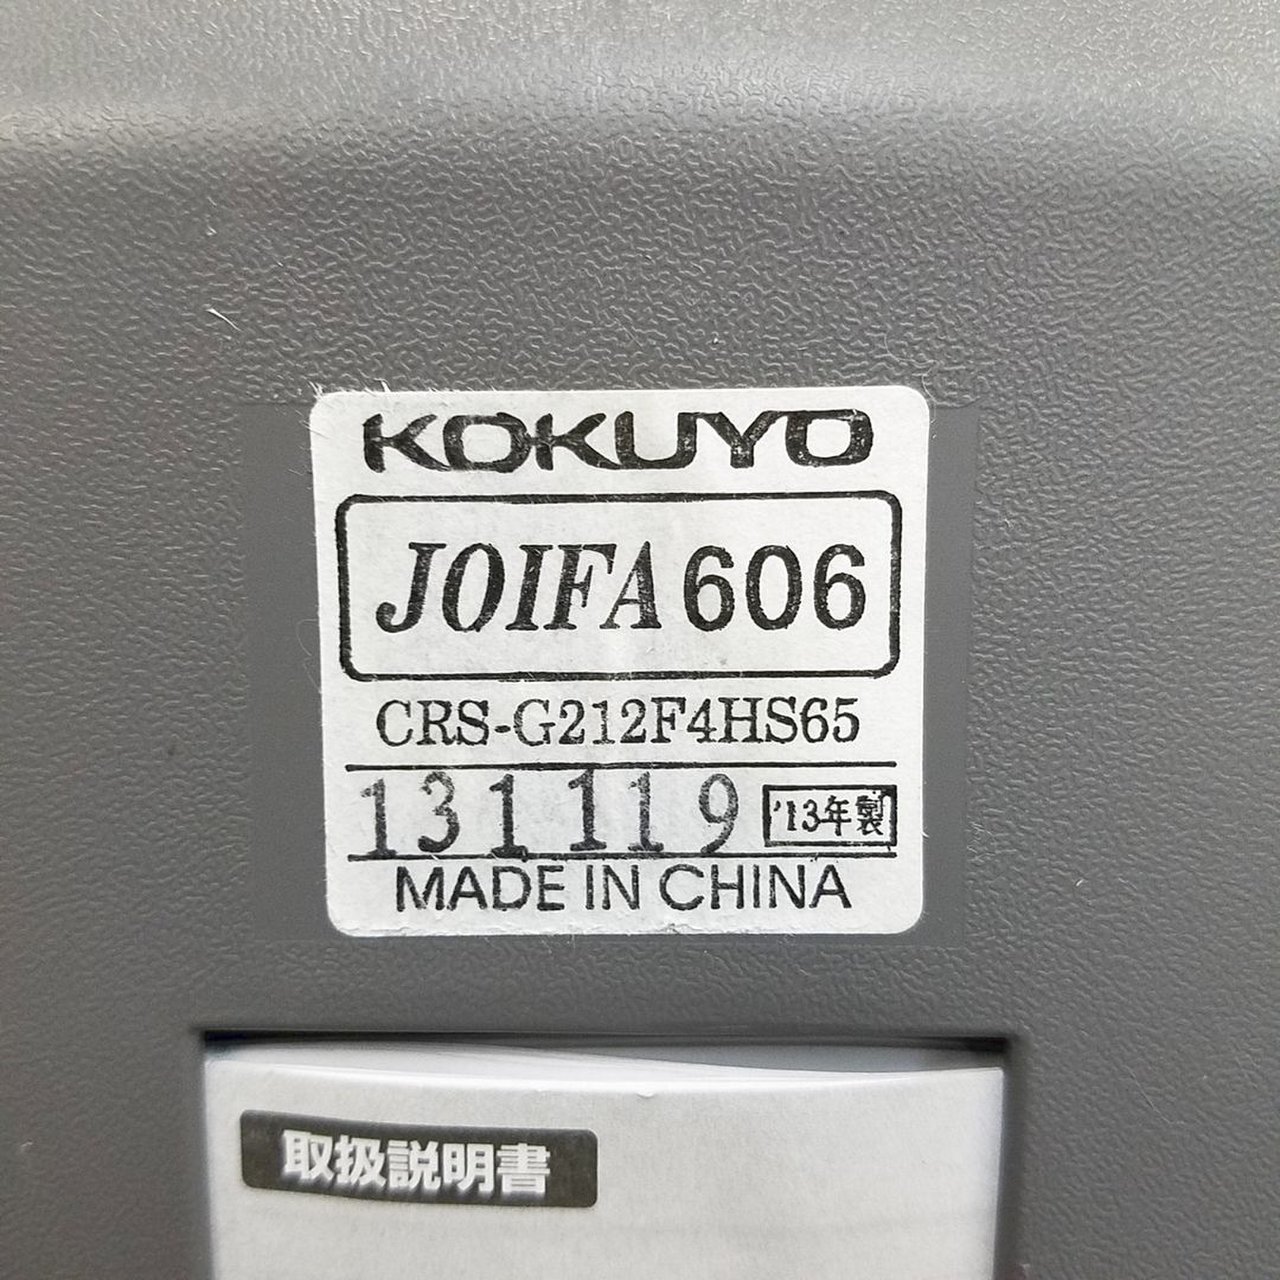 KOKUYO
JOIFA 606
CRS-G212F4HS65
131119 '13年製
MADE IN CHINA
取扱説明書